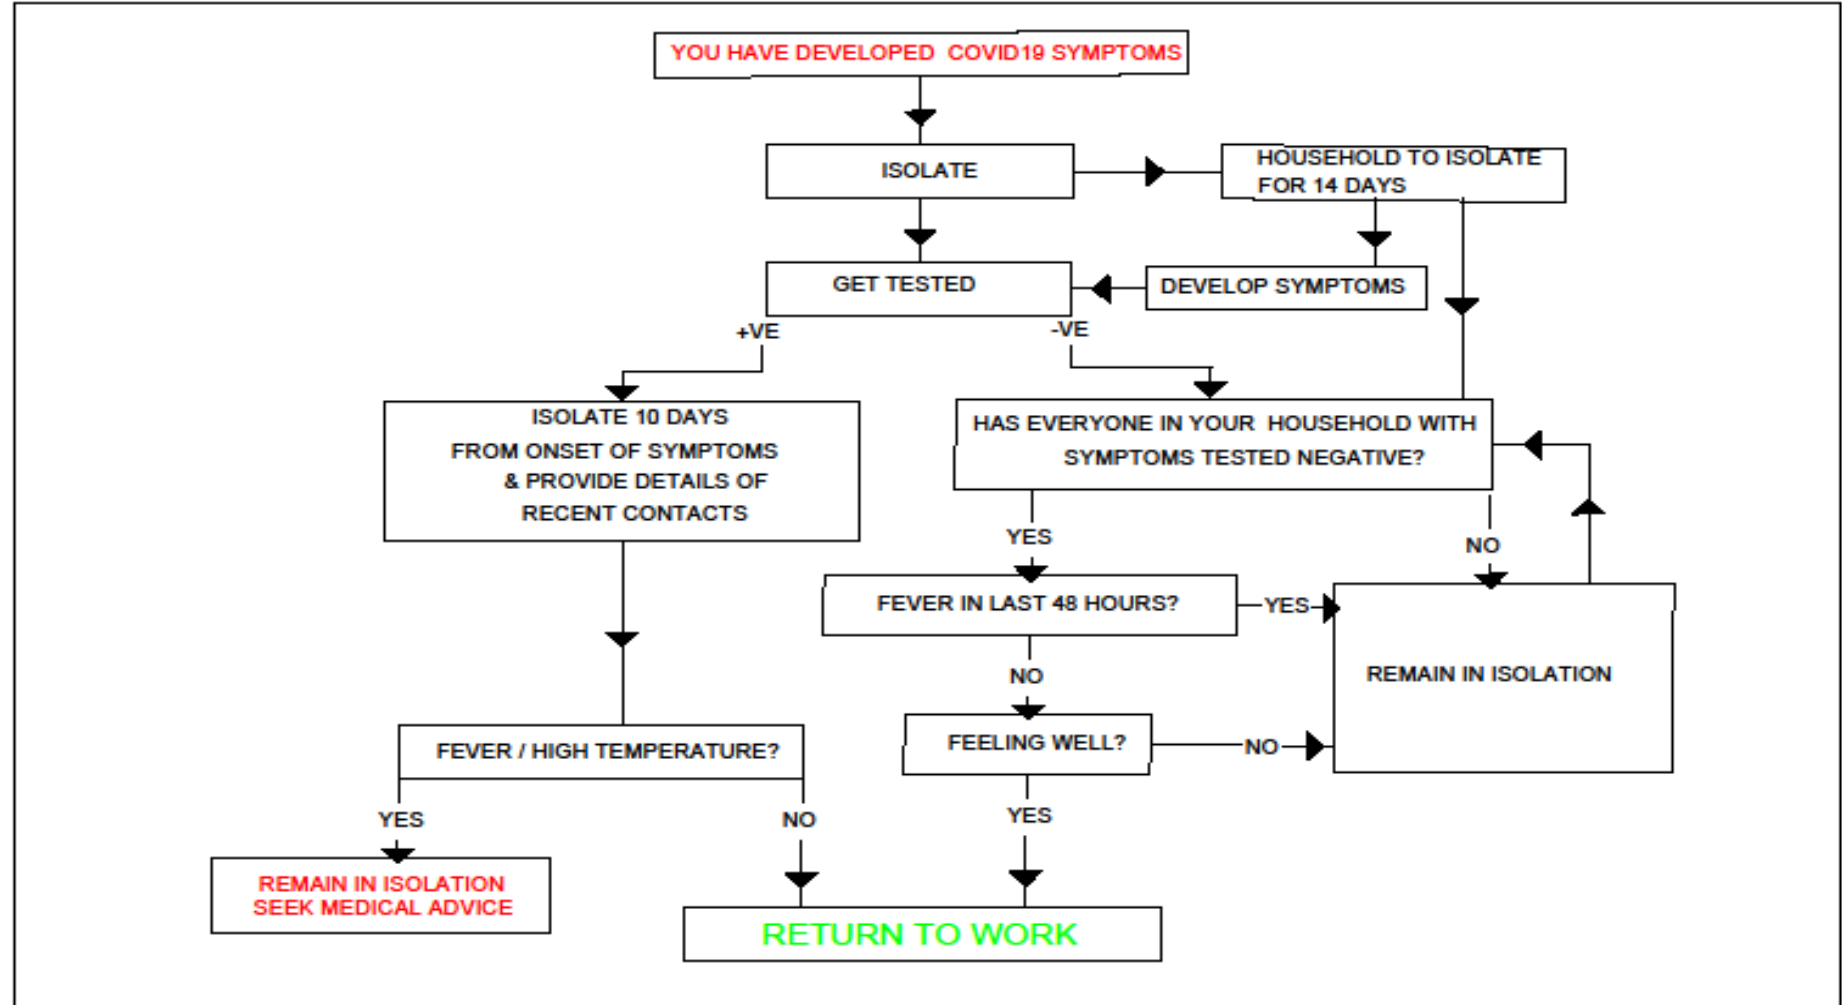 YOU HAVE DEVELOPED COVID19 SYMPTOMS
ISOLATE
HOUSEHOLD TO ISOLATE
FOR 14 DAYS
GET TESTED
DEVELOP SYMPTOMS
+VE
-VE
ISOLATE 10 DAYS
FROM ONSET OF SYMPTOMS
& PROVIDE DETAILS OF
RECENT CONTACTS
HAS EVERYONE IN YOUR HOUSEHOLD WITH
SYMPTOMS TESTED NEGATIVE?
YES
NO
FEVER IN LAST 48 HOURS?
YES
NO
REMAIN IN ISOLATION
FEELING WELL?
NO
FEVER / HIGH TEMPERATURE?
YES
NO
YES
REMAIN IN ISOLATION
SEEK MEDICAL ADVICE
RETURN TO WORK